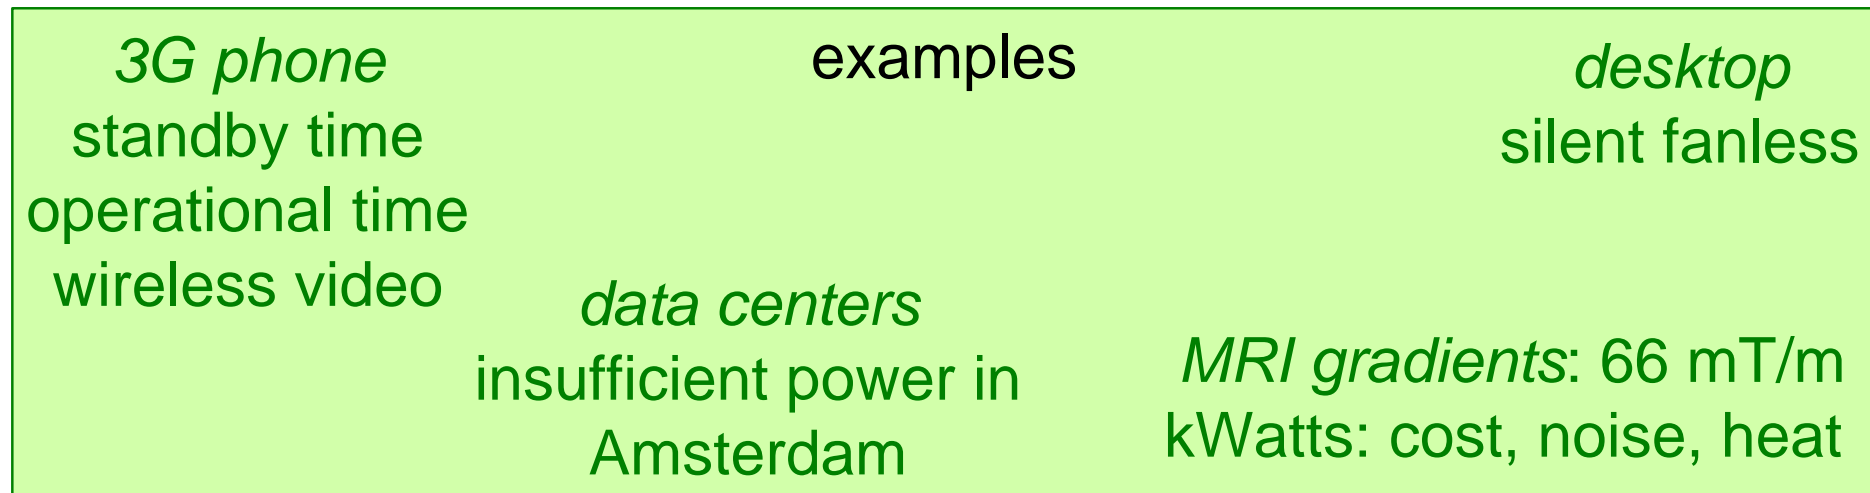 examples
3G phone
standby time
operational time
wireless video
data centers
insufficient power in
Amsterdam
desktop
silent fanless
MRI gradients: 66 mT/m
kWatts: cost, noise, heat